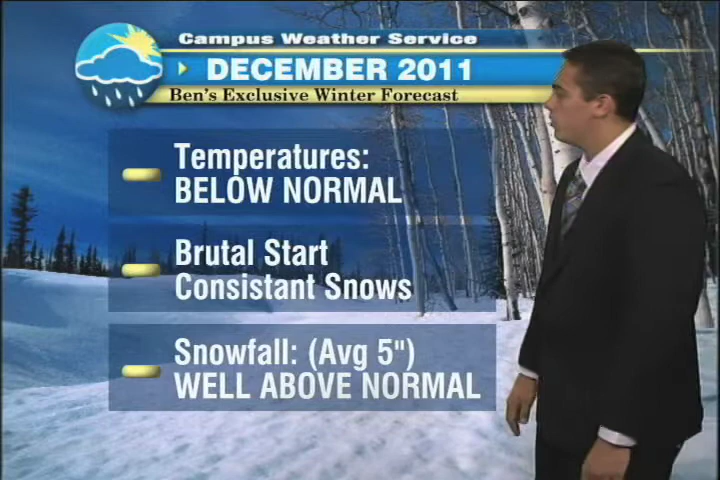 Campus Weather Service
DECEMBER 2011
Ben's Exclusive Winter Forecast
Temperatures:
BELOW NORMAL
Brutal Start
Consistant Snows
Snowfall: (Avg 5")
WELL ABOVE NORMAL